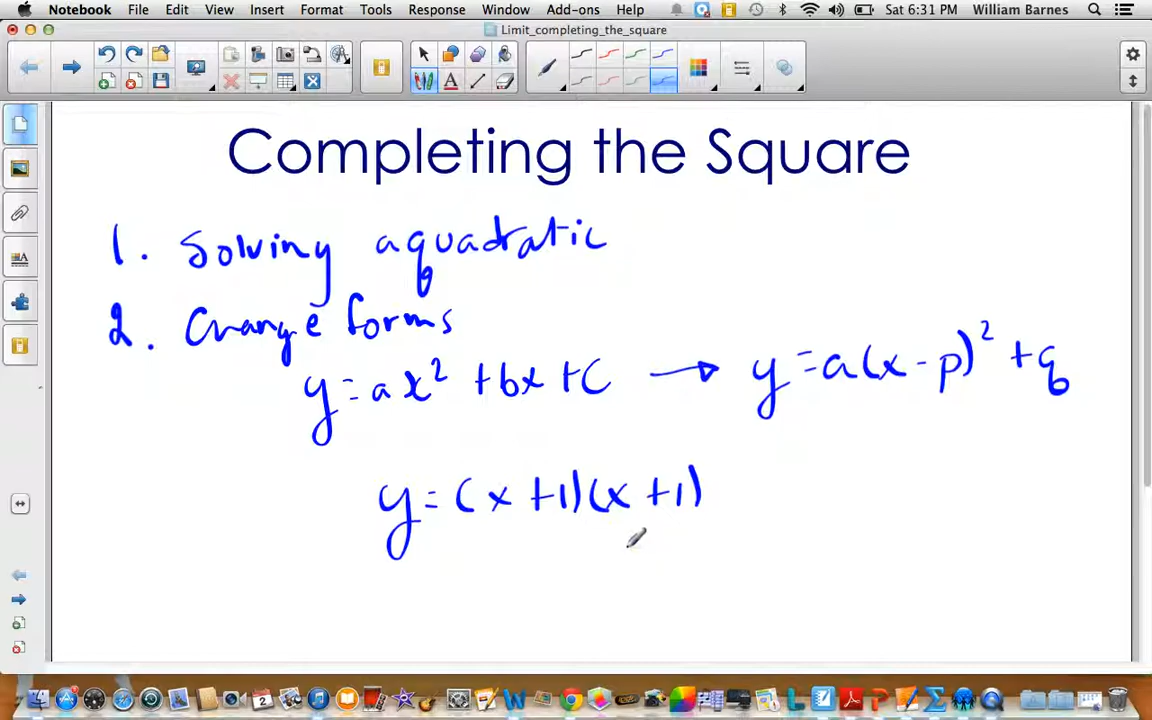 Notebook File Edit View Insert Format Tools Response Window Add-ons Help Sat 6:31 PM William Barnes
Limit_completing_the_square
Completing the Square
1. Solving a quadratic
2. Change forms
y = ax² + bx + c → y = a(x - p)² + q
y = (x + 1)(x + 1)